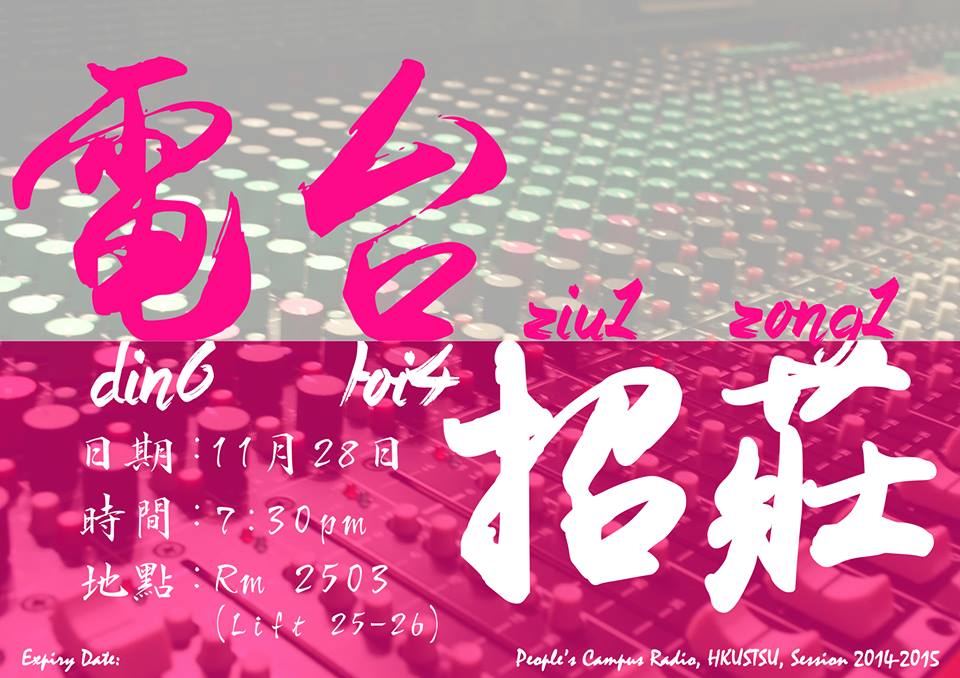 電台
ziu1 zong1
din6 toi4
招莊
日期:11月28日
時間:7:30pm
地點:Rm 2503
(Lift 25-26)
Expiry Date:
People's Campus Radio, HKUSTSU, Session 2014-2015